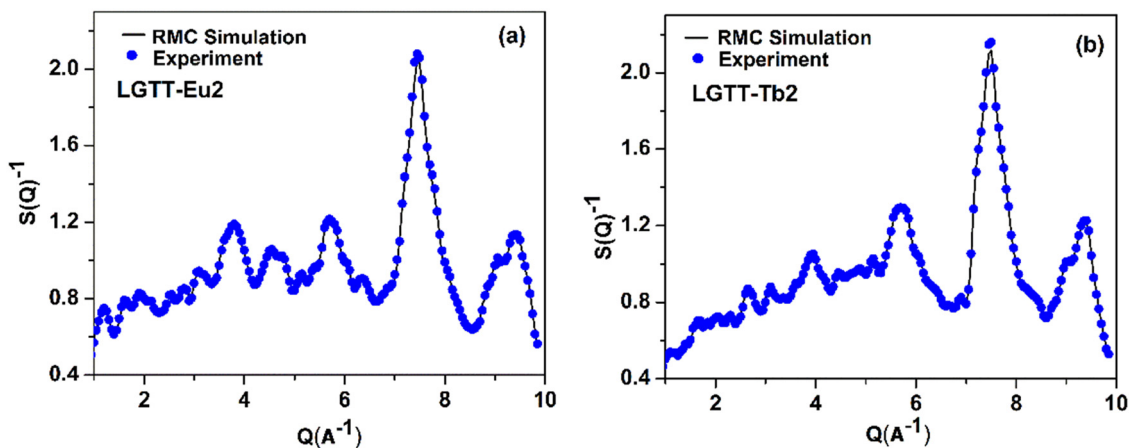 RMC Simulation
Experiment
(a)
LGTT-Eu2
2.0
1.6
1.2
0.8
0.4
S(Q)⁻¹
2 4 6 8 10
Q(A⁻¹)
RMC Simulation
Experiment
(b)
LGTT-Tb2
2.0
1.6
1.2
0.8
0.4
S(Q)⁻¹
2 4 6 8 10
Q(A⁻¹)